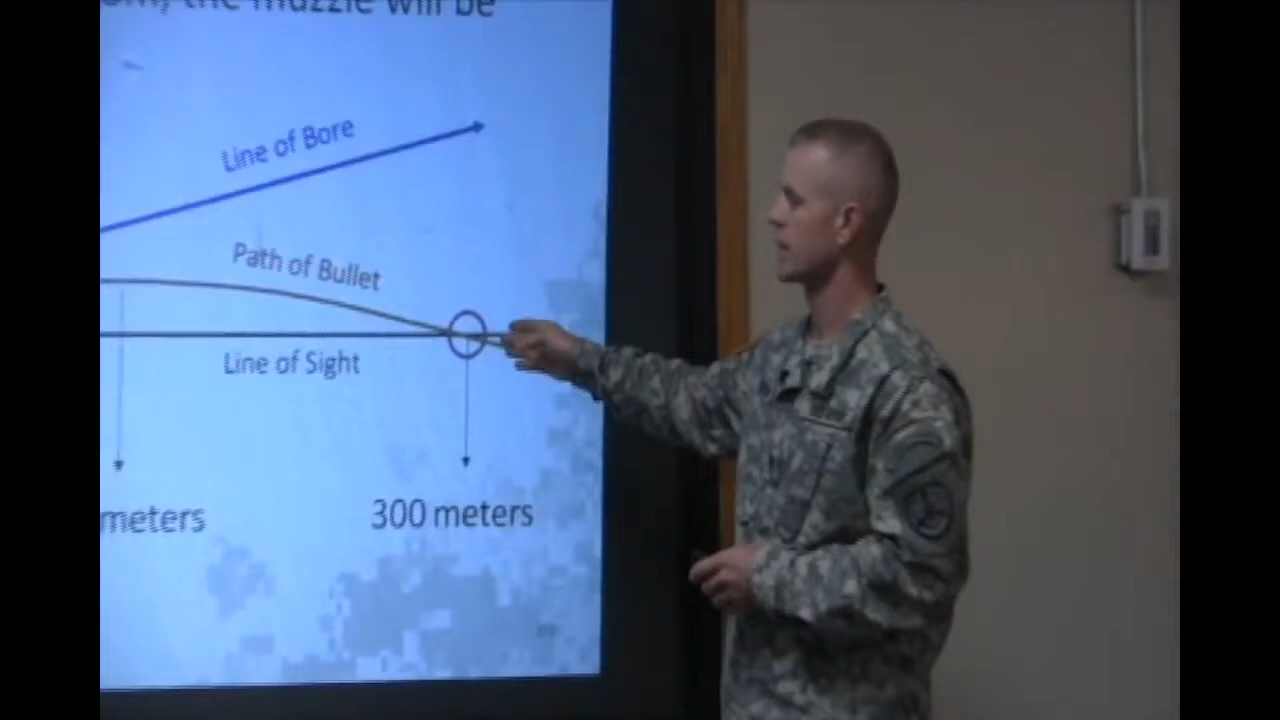 the muzzle will be
Line of Bore
Path of Bullet
Line of Sight
meters
300 meters